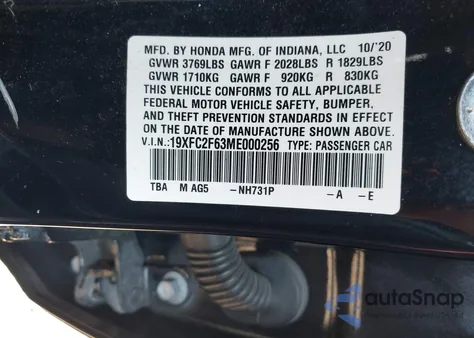 MFD. BY HONDA MFG. OF INDIANA, LLC 10/'20
GVWR 3769LBS GAWR F 2028LBS R 1829LBS
GVWR 1710KG GAWR F 920KG R 830KG
THIS VEHICLE CONFORMS TO ALL APPLICABLE
FEDERAL MOTOR VEHICLE SAFETY, BUMPER,
AND THEFT PREVENTION STANDARDS IN EFFECT
ON THE DATE OF MANUFACTURE SHOWN ABOVE.
V.I.N.: 19XFC2F63ME000256 TYPE: PASSENGER CAR
TBA M AG5 -NH731P -A -E
autoSnap